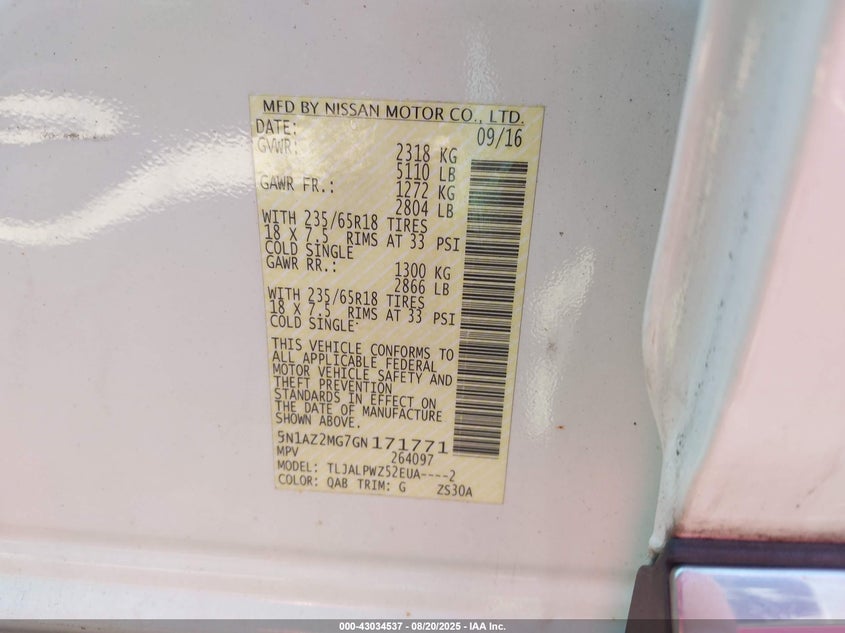 MFD BY NISSAN MOTOR CO., LTD.
DATE: 09/16
GVWR: 2318 KG
5110 LB
GAWR FR.: 1272 KG
2804 LB
WITH 235/65R18 TIRES
18 X 7.5 RIMS AT 33 PSI
COLD SINGLE
GAWR RR.: 1300 KG
2866 LB
WITH 235/65R18 TIRES
18 X 7.5 RIMS AT 33 PSI
COLD SINGLE
THIS VEHICLE CONFORMS TO
ALL APPLICABLE FEDERAL
MOTOR VEHICLE SAFETY AND
THEFT PREVENTION
STANDARDS IN EFFECT ON
THE DATE OF MANUFACTURE
SHOWN ABOVE.
5N1AZ2MG7GN171771
MPV 264097
MODEL: TLJALPWZ52EUA----2
COLOR: QAB TRIM: G ZS30A
000-43034537 - 08/20/2025 - IAA Inc.